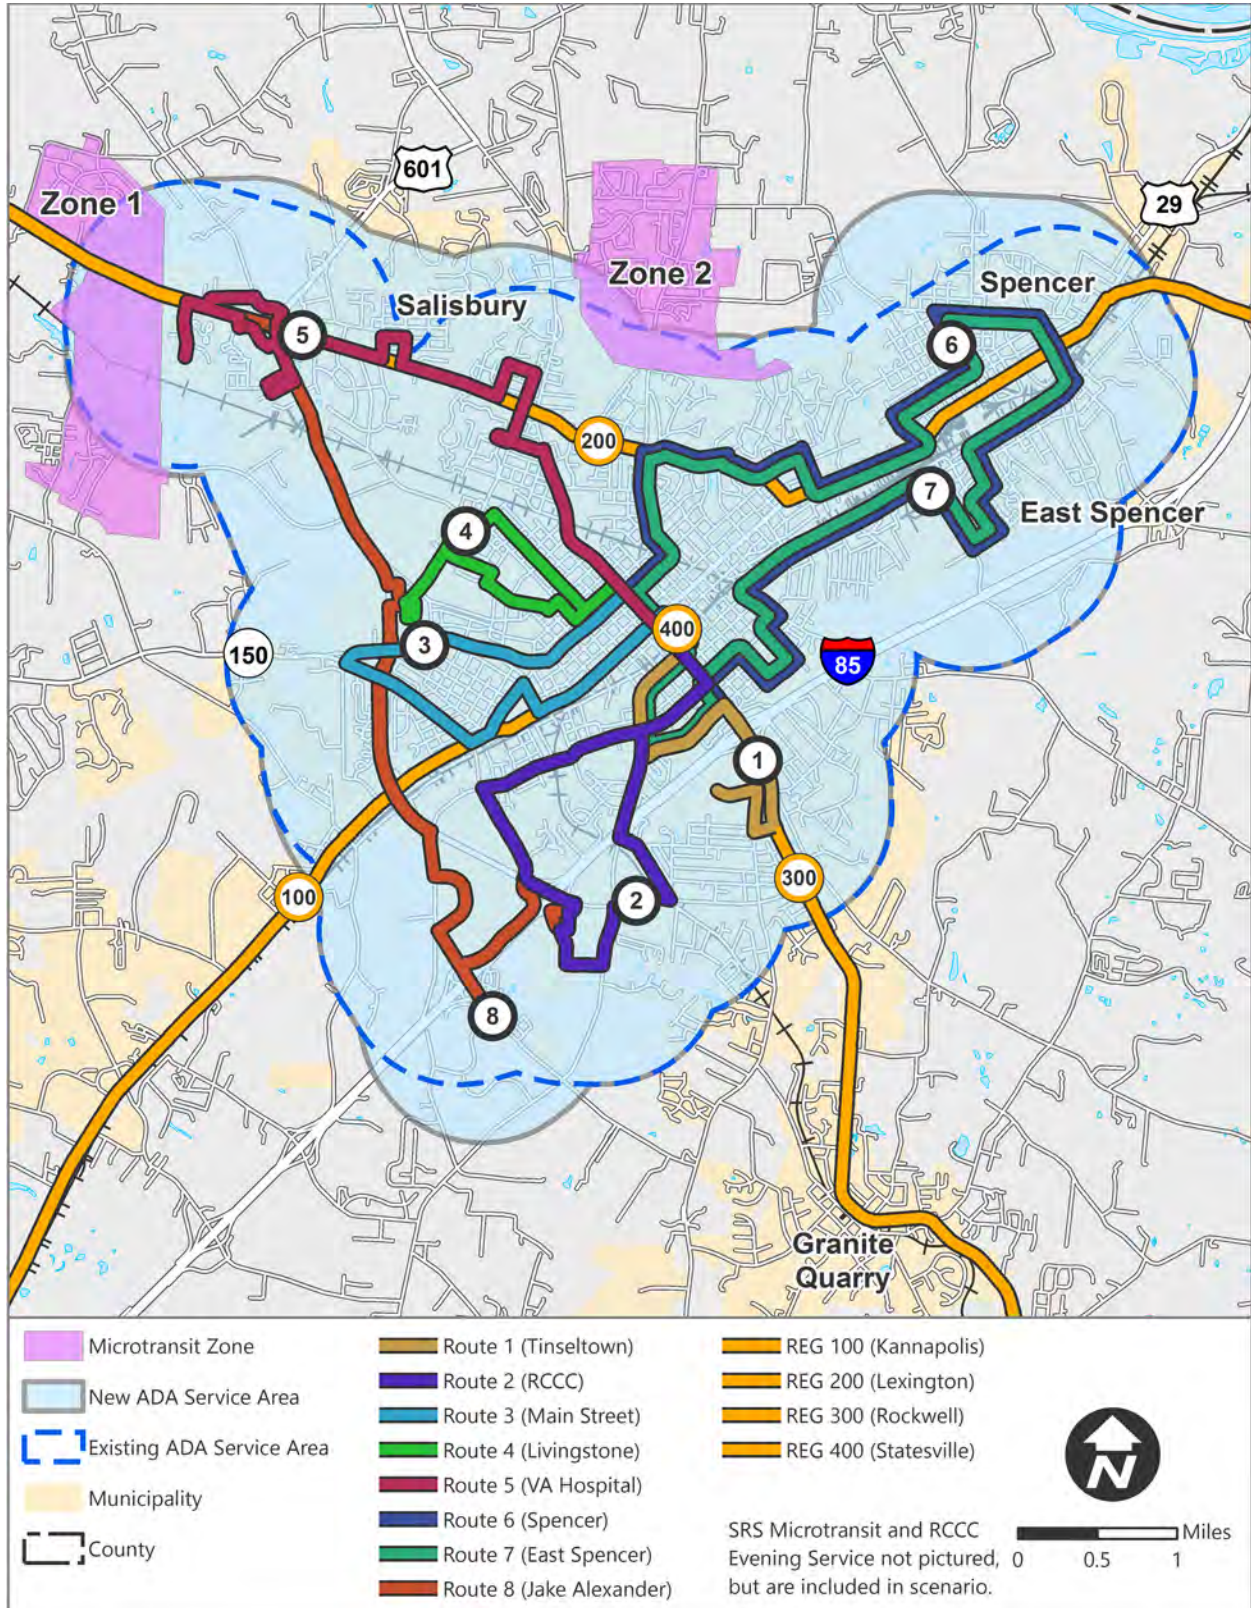 601
29
Zone 1
Zone 2
Spencer
Salisbury
5
6
200
7
4
East Spencer
400
3
150
85
1
100
300
2
8
Granite
Quarry
Microtransit Zone
New ADA Service Area
Existing ADA Service Area
Municipality
County
Route 1 (Tinseltown)
Route 2 (RCCC)
Route 3 (Main Street)
Route 4 (Livingstone)
Route 5 (VA Hospital)
Route 6 (Spencer)
Route 7 (East Spencer)
Route 8 (Jake Alexander)
REG 100 (Kannapolis)
REG 200 (Lexington)
REG 300 (Rockwell)
REG 400 (Statesville)
N
SRS Microtransit and RCCC
Evening Service not pictured,
but are included in scenario.
Miles
0 0.5 1